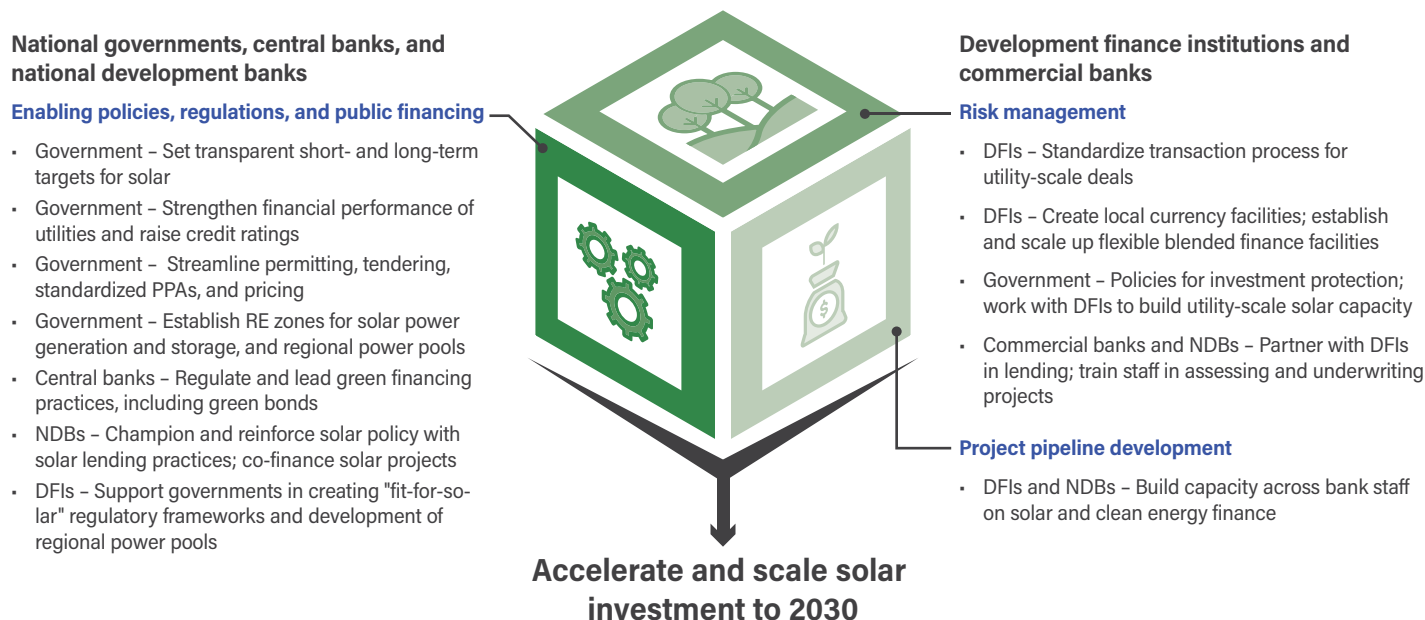 National governments, central banks, and
national development banks
Enabling policies, regulations, and public financing
• Government – Set transparent short- and long-term
targets for solar
• Government – Strengthen financial performance of
utilities and raise credit ratings
• Government –  Streamline permitting, tendering,
standardized PPAs, and pricing
• Government – Establish RE zones for solar power
generation and storage, and regional power pools
• Central banks – Regulate and lead green financing
practices, including green bonds
• NDBs – Champion and reinforce solar policy with
solar lending practices; co-finance solar projects
• DFIs – Support governments in creating "fit-for-so-
lar" regulatory frameworks and development of
regional power pools
$
Development finance institutions and
commercial banks
Risk management
• DFIs – Standardize transaction process for
utility-scale deals
• DFIs – Create local currency facilities; establish
and scale up flexible blended finance facilities
• Government – Policies for investment protection;
work with DFIs to build utility-scale solar capacity
• Commercial banks and NDBs – Partner with DFIs
in lending; train staff in assessing and underwriting
projects
Project pipeline development
• DFIs and NDBs – Build capacity across bank staff
on solar and clean energy finance
Accelerate and scale solar
investment to 2030